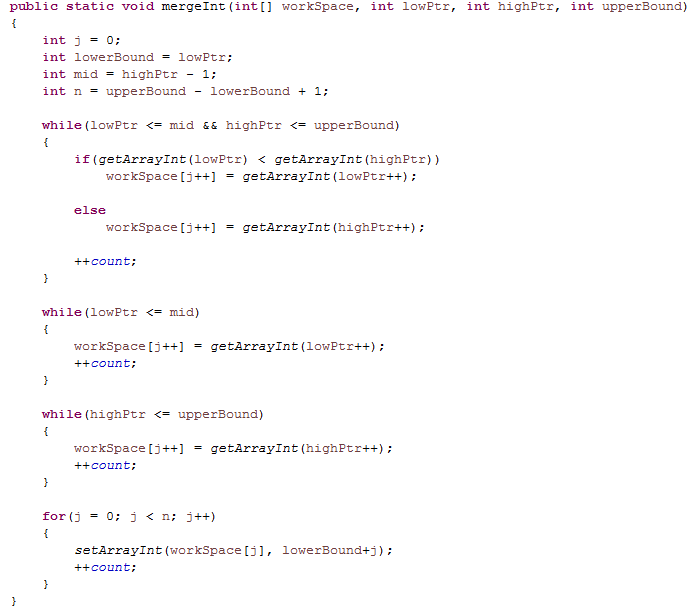 public static void mergeInt(int[] workSpace, int lowPtr, int highPtr, int upperBound)
{
    int j = 0;
    int lowerBound = lowPtr;
    int mid = highPtr - 1;
    int n = upperBound - lowerBound + 1;

    while(lowPtr <= mid && highPtr <= upperBound)
    {
        if(getArrayInt(lowPtr) < getArrayInt(highPtr))
            workSpace[j++] = getArrayInt(lowPtr++);

        else
            workSpace[j++] = getArrayInt(highPtr++);

        ++count;
    }

    while(lowPtr <= mid)
    {
        workSpace[j++] = getArrayInt(lowPtr++);
        ++count;
    }

    while(highPtr <= upperBound)
    {
        workSpace[j++] = getArrayInt(highPtr++);
        ++count;
    }

    for(j = 0; j < n; j++)
    {
        setArrayInt(workSpace[j], lowerBound+j);
        ++count;
    }
}